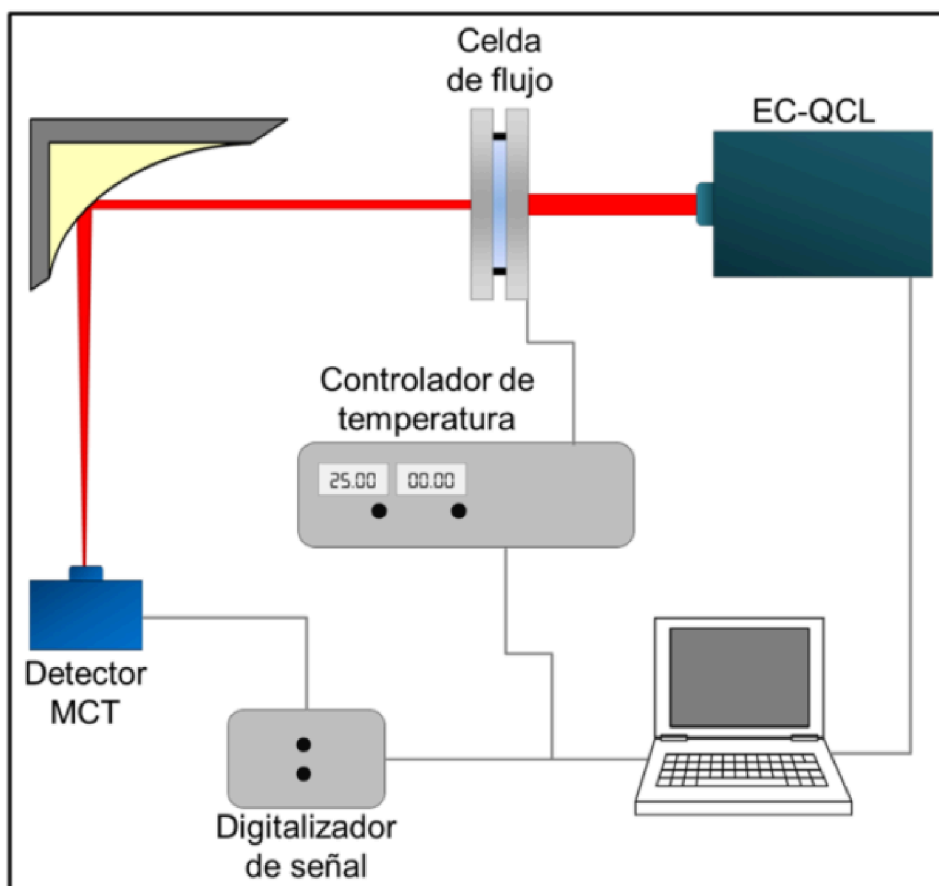 Celda
de flujo
EC-QCL
Controlador de
temperatura
25.00 00.00
Detector
MCT
Digitalizador
de señal